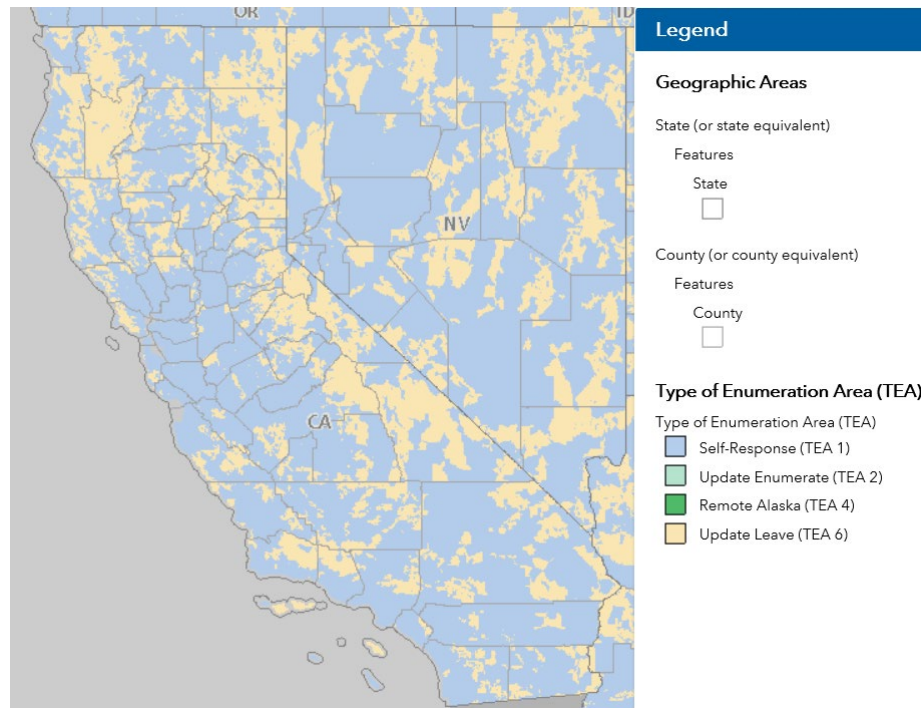 OR
ID
NV
CA
Legend
Geographic Areas
State (or state equivalent)
Features
State
County (or county equivalent)
Features
County
Type of Enumeration Area (TEA)
Type of Enumeration Area (TEA)
Self-Response (TEA 1)
Update Enumerate (TEA 2)
Remote Alaska (TEA 4)
Update Leave (TEA 6)